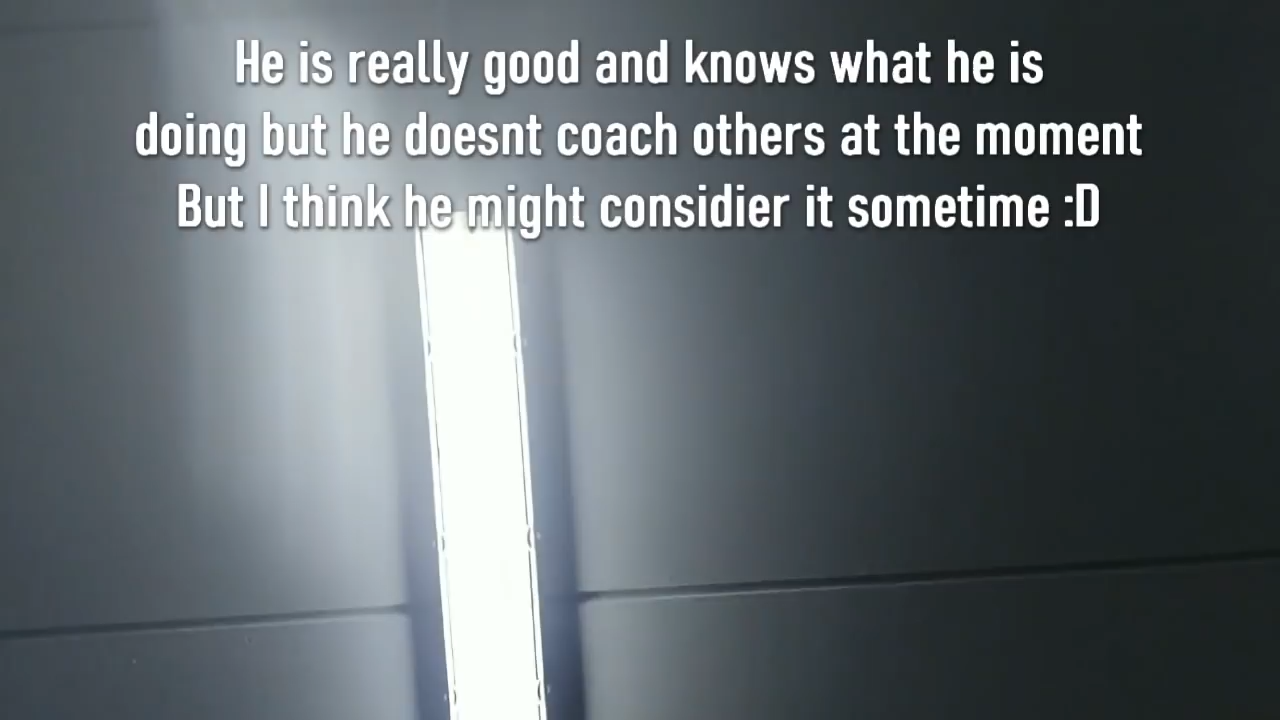 He is really good and knows what he is
doing but he doesnt coach others at the moment
But I think he might considier it sometime :D